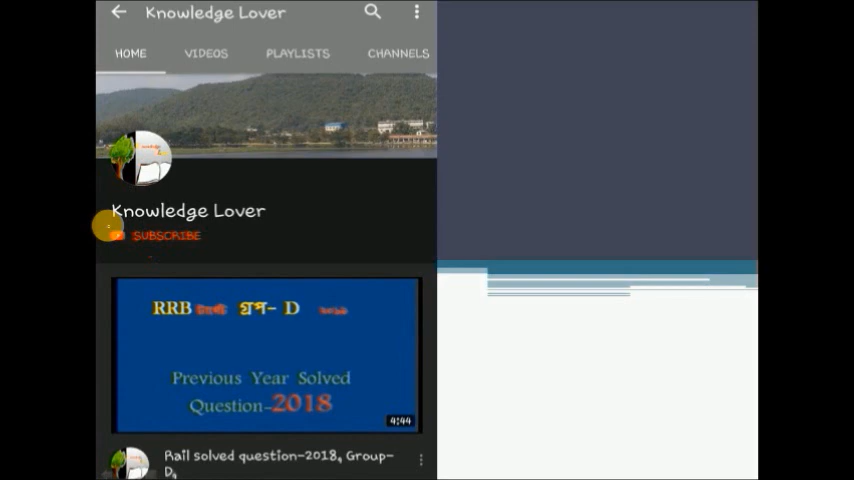 Knowledge Lover
HOME VIDEOS PLAYLISTS CHANNELS
Knowledge Lover
SUBSCRIBE
RRB গ্রুপ- D
Previous Year Solved
Question-2018
4:44
Rail solved question-2018, Group-
D,